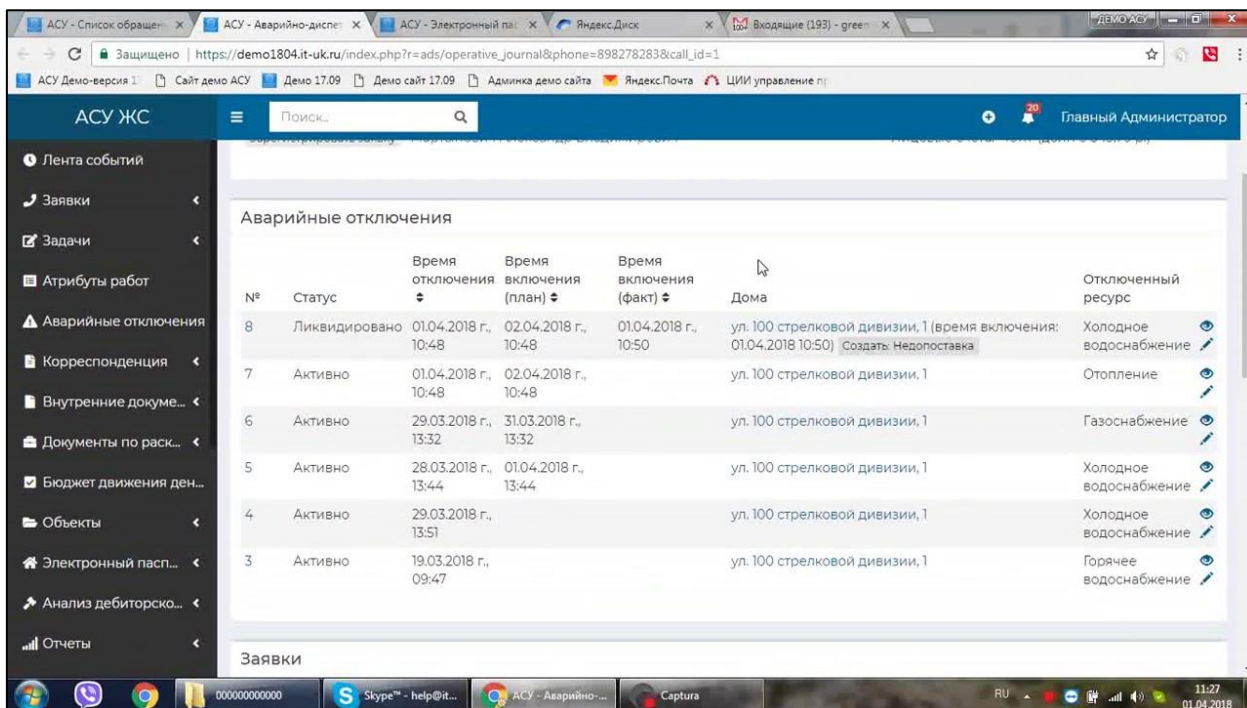 АСУ - Список обращен
АСУ - Аварийно-диспет
АСУ - Электронный пас
Яндекс.Диск
Входящие (193) - green
ДЕМО АСУ
Защищено | https://demo1804.it-uk.ru/index.php?r=ads/operative_journal&phone=898278283&call_id=1
АСУ Демо-версия 1 Сайт демо АСУ Демо 17.09 Демо сайт 17.09 Админка демо сайта Яндекс.Почта ЦИИ управление п
АСУ ЖС
Поиск...
20
Главный Администратор
Лента событий
Заявки
Задачи
Атрибуты работ
Аварийные отключения
Корреспонденция
Внутренние докуме...
Документы по раск...
Бюджет движения ден...
Объекты
Электронный пасп...
Анализ дебиторско...
Отчеты
Аварийные отключения
№ Статус Время отключения Время включения (план) Время включения (факт) Дома Отключенный ресурс
8 Ликвидировано 01.04.2018 г., 02.04.2018 г., 01.04.2018 г., ул. 100 стрелковой дивизии, 1 (время включения: Холодное
10:48 10:48 10:50 01.04.2018 10:50) Создать: Недопоставка водоснабжение
7 Активно 01.04.2018 г., 02.04.2018 г., ул. 100 стрелковой дивизии, 1 Отопление
10:48 10:48
6 Активно 29.03.2018 г., 31.03.2018 г., ул. 100 стрелковой дивизии, 1 Газоснабжение
13:32 13:32
5 Активно 28.03.2018 г., 01.04.2018 г., ул. 100 стрелковой дивизии, 1 Холодное
13:44 13:44 водоснабжение
4 Активно 29.03.2018 г., ул. 100 стрелковой дивизии, 1 Холодное
13:51 водоснабжение
3 Активно 19.03.2018 г., ул. 100 стрелковой дивизии, 1 Горячее
09:47 водоснабжение
Заявки
000000000000
Skype™ - help@it...
АСУ - Аварийно-...
Captura
RU
11:27
01.04.2018